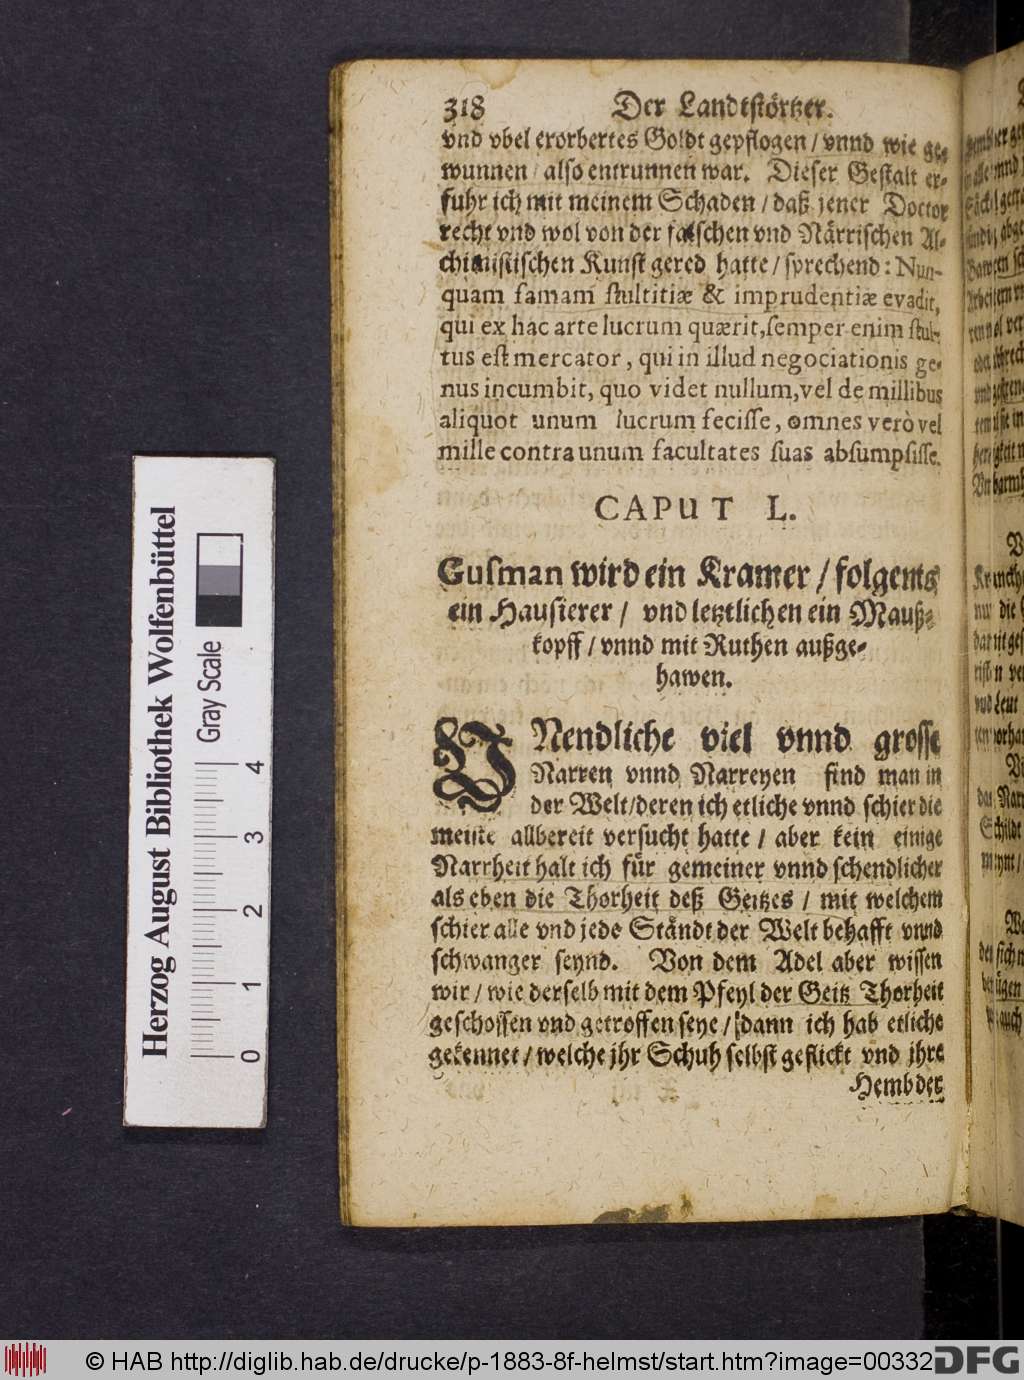 318 Der Landtstörtzer.
vnd vbel erorbertes Goldt gepflogen / vnnd wie ge-
wunnen / also entrunnen war. Dieser Gestalt er-
fuhr ich mit meinem Schaden / daß jener Doctor
recht vnd wol von der falschen vnd Närrischen Al-
chimistischen Kunst gered hatte / sprechend: Nun-
quam famam stultitiæ & imprudentiæ evadit,
qui ex hac arte lucrum quærit, semper enim stul-
tus est mercator, qui in illud negociationis ge-
nus incumbit, quo videt nullum, vel de millibus
aliquot unum lucrum fecisse, omnes verò vel
mille contra unum facultates suas absumpsisse.
CAPUT L.
Gusman wird ein Kramer / folgents
ein Hausierer / vnd letztlichen ein Mauß-
kopff / vnnd mit Ruthen außge-
hawen.
VNendliche viel vnnd grosse
Narren vnnd Narreyen find man in
der Welt / deren ich etliche vnnd schier die
meiste allbereit versucht hatte / aber kein einige
Narrheit halt ich für gemeiner vnnd schendlicher
als eben die Thorheit deß Geitzes / mit welchem
schier alle vnd jede Ständt der Welt behafft vnnd
schwanger seynd. Von dem Adel aber wissen
wir / wie derselb mit dem Pfeyl der Geitz Thorheit
geschossen vnd getroffen seye / dann ich hab etliche
gekennet / welche jhr Schuh selbst geflickt vnd jhre
Hembder
Herzog August Bibliothek Wolfenbüttel
Gray Scale
0 1 2 3 4
© HAB http://diglib.hab.de/drucke/p-1883-8f-helmst/start.htm?image=00332
DFG